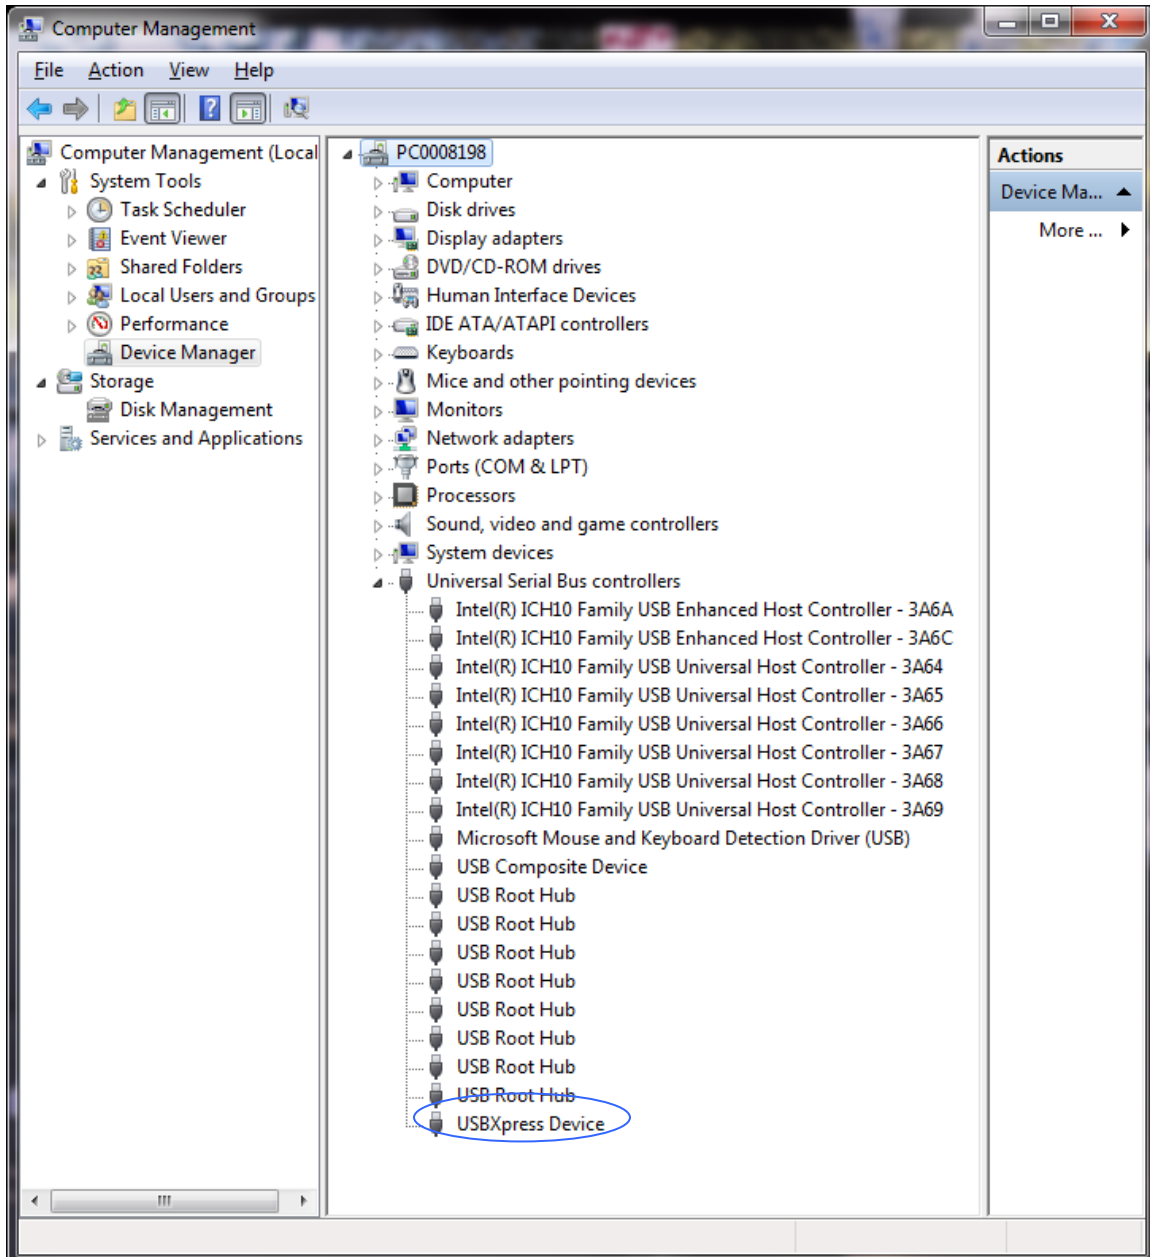 Computer Management
File Action View Help
Computer Management (Local
System Tools
Task Scheduler
Event Viewer
Shared Folders
Local Users and Groups
Performance
Device Manager
Storage
Disk Management
Services and Applications
PC0008198
Computer
Disk drives
Display adapters
DVD/CD-ROM drives
Human Interface Devices
IDE ATA/ATAPI controllers
Keyboards
Mice and other pointing devices
Monitors
Network adapters
Ports (COM & LPT)
Processors
Sound, video and game controllers
System devices
Universal Serial Bus controllers
Intel(R) ICH10 Family USB Enhanced Host Controller - 3A6A
Intel(R) ICH10 Family USB Enhanced Host Controller - 3A6C
Intel(R) ICH10 Family USB Universal Host Controller - 3A64
Intel(R) ICH10 Family USB Universal Host Controller - 3A65
Intel(R) ICH10 Family USB Universal Host Controller - 3A66
Intel(R) ICH10 Family USB Universal Host Controller - 3A67
Intel(R) ICH10 Family USB Universal Host Controller - 3A68
Intel(R) ICH10 Family USB Universal Host Controller - 3A69
Microsoft Mouse and Keyboard Detection Driver (USB)
USB Composite Device
USB Root Hub
USB Root Hub
USB Root Hub
USB Root Hub
USB Root Hub
USB Root Hub
USB Root Hub
USB Root Hub
USBXpress Device
Actions
Device Ma...
More ...